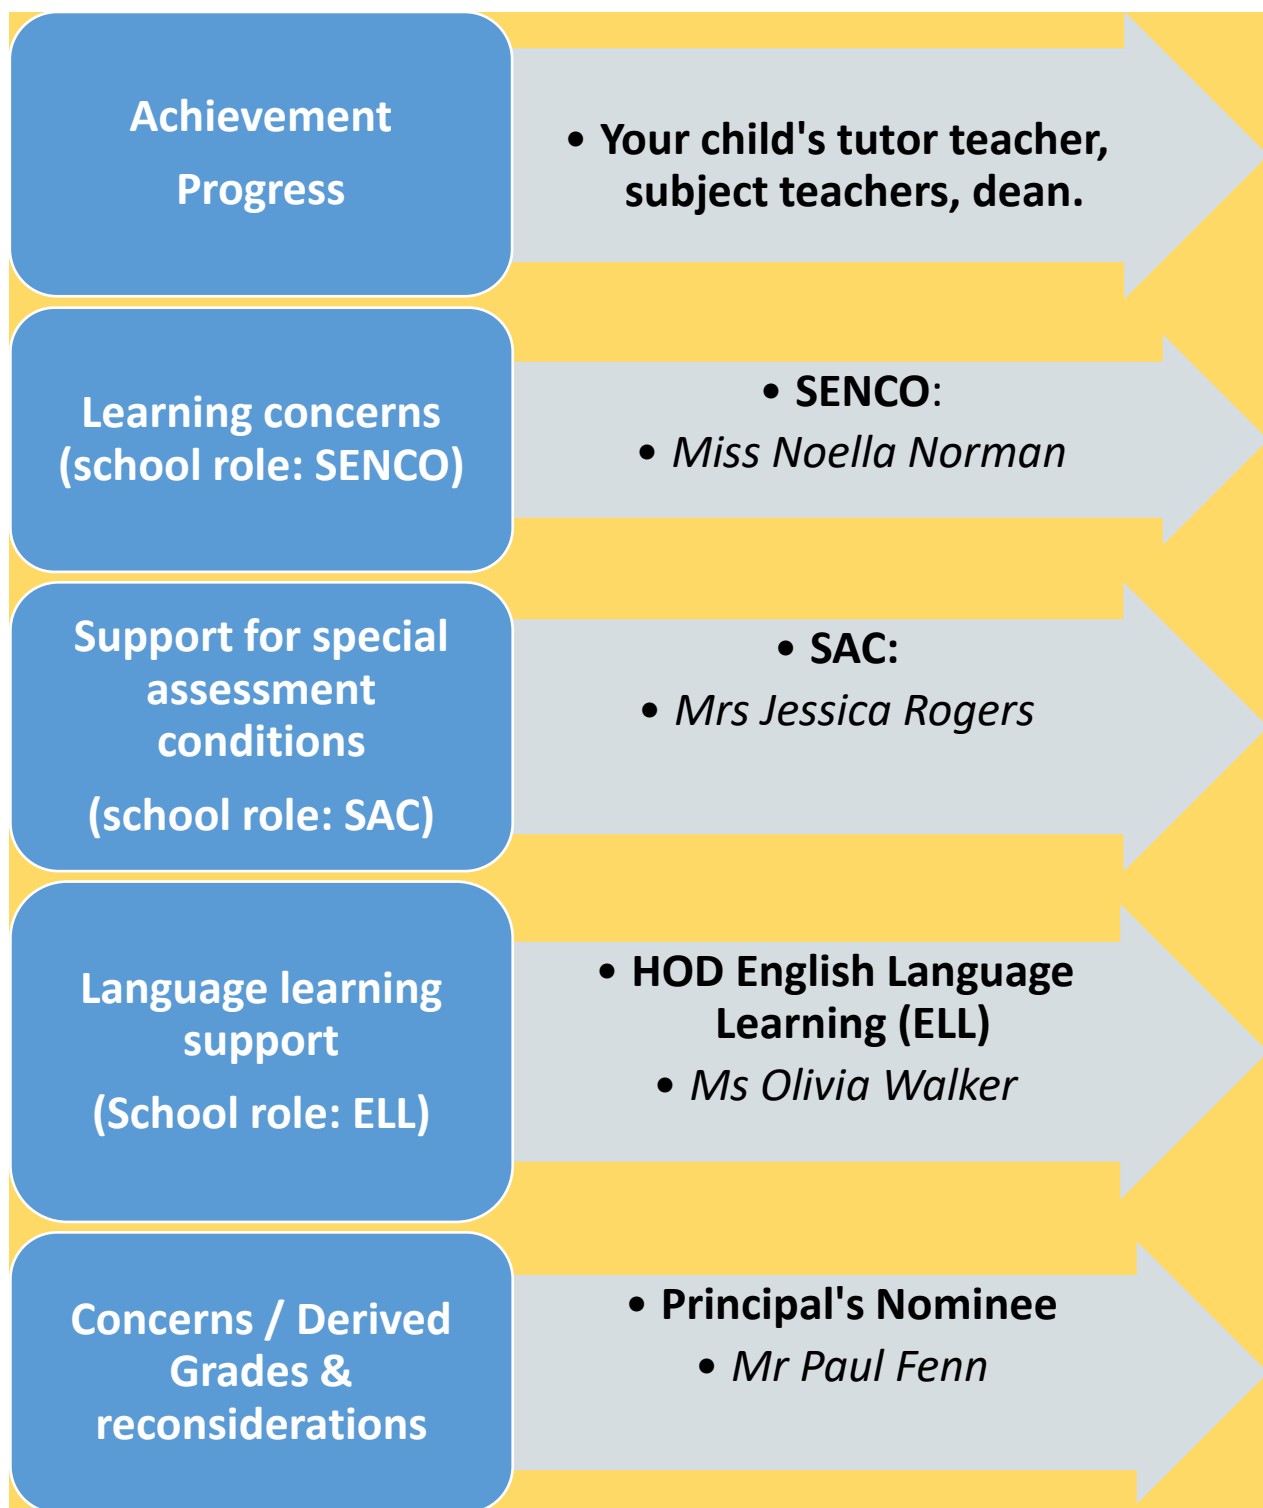 Achievement
Progress
• Your child's tutor teacher,
subject teachers, dean.
Learning concerns
(school role: SENCO)
• SENCO:
• Miss Noella Norman
Support for special
assessment
conditions
(school role: SAC)
• SAC:
• Mrs Jessica Rogers
Language learning
support
(School role: ELL)
• HOD English Language
Learning (ELL)
• Ms Olivia Walker
Concerns / Derived
Grades &
reconsiderations
• Principal's Nominee
• Mr Paul Fenn